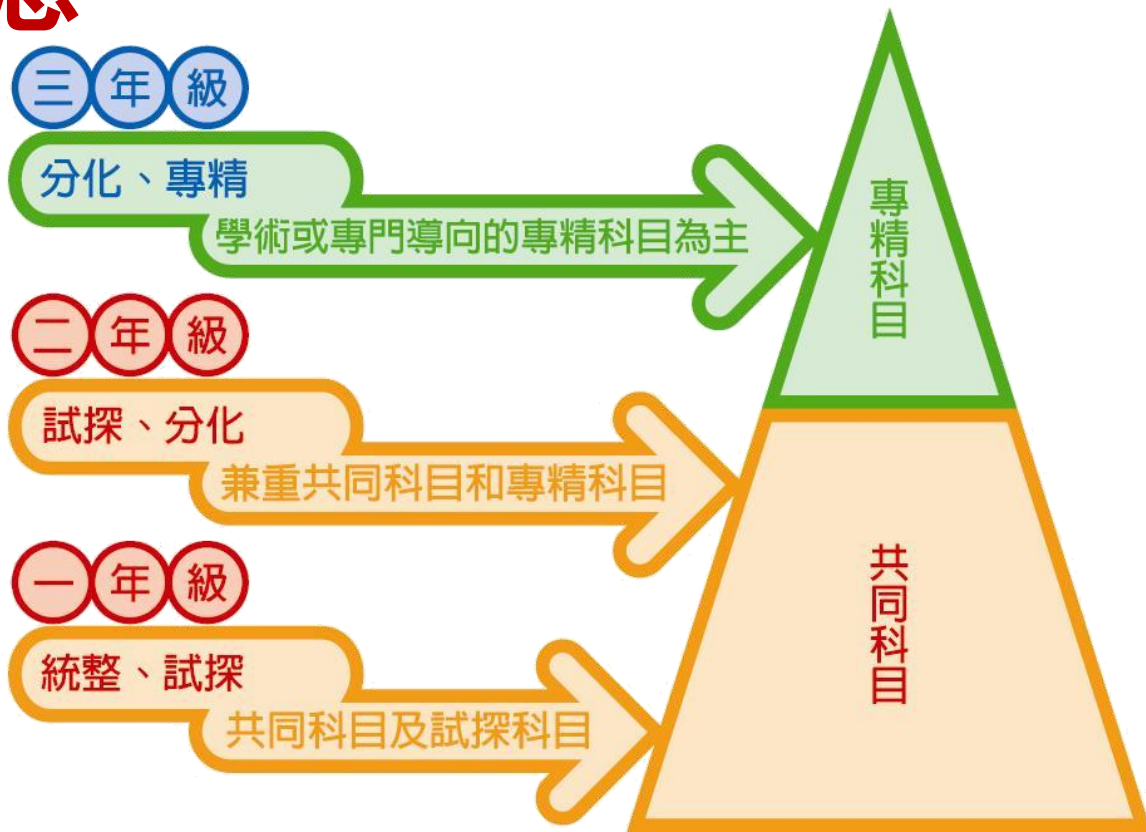 三年級
分化、專精
學術或專門導向的專精科目為主
二年級
試探、分化
兼重共同科目和專精科目
一年級
統整、試探
共同科目及試探科目
專精科目
共同科目